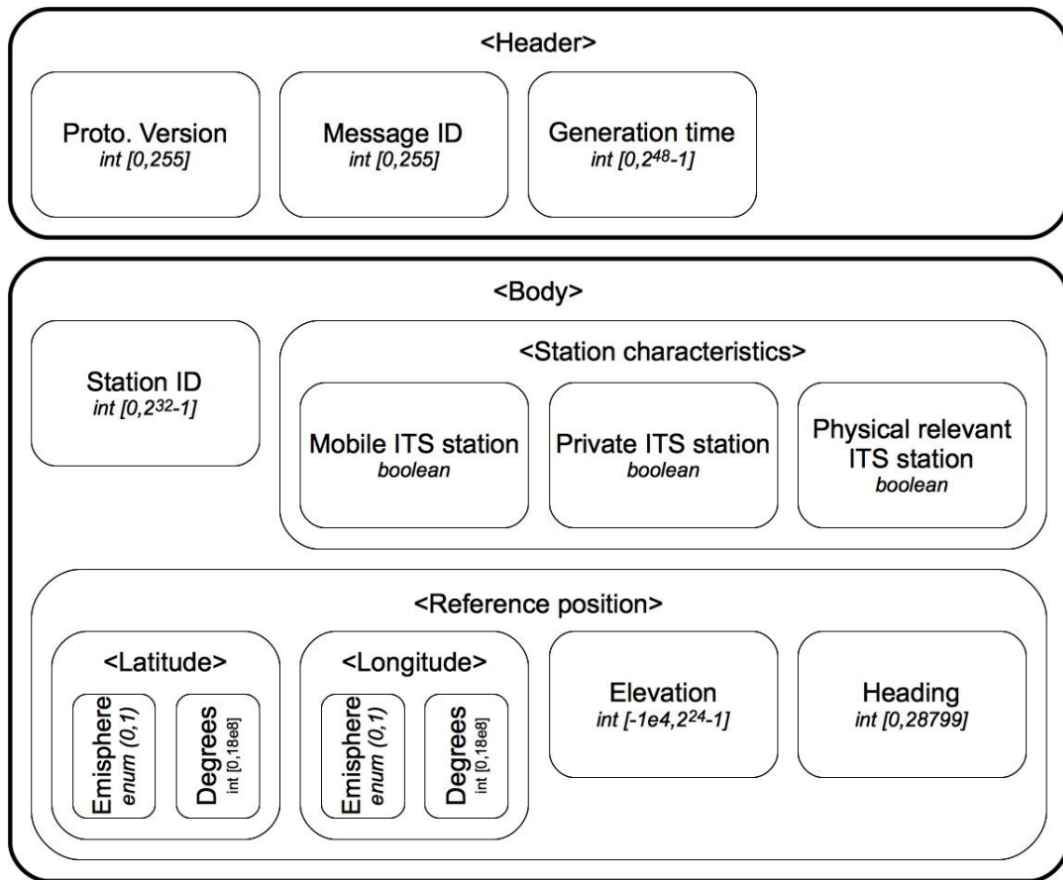 <Header>
Proto. Version
int [0,255]
Message ID
int [0,255]
Generation time
int [0,2⁴⁸-1]
<Body>
Station ID
int [0,2³²-1]
<Station characteristics>
Mobile ITS station
boolean
Private ITS station
boolean
Physical relevant
ITS station
boolean
<Reference position>
<Latitude>
Emisphere
enum (0,1)
Degrees
int [0,18e8]
<Longitude>
Emisphere
enum (0,1)
Degrees
int [0,18e8]
Elevation
int [-1e4,2²⁴-1]
Heading
int [0,28799]